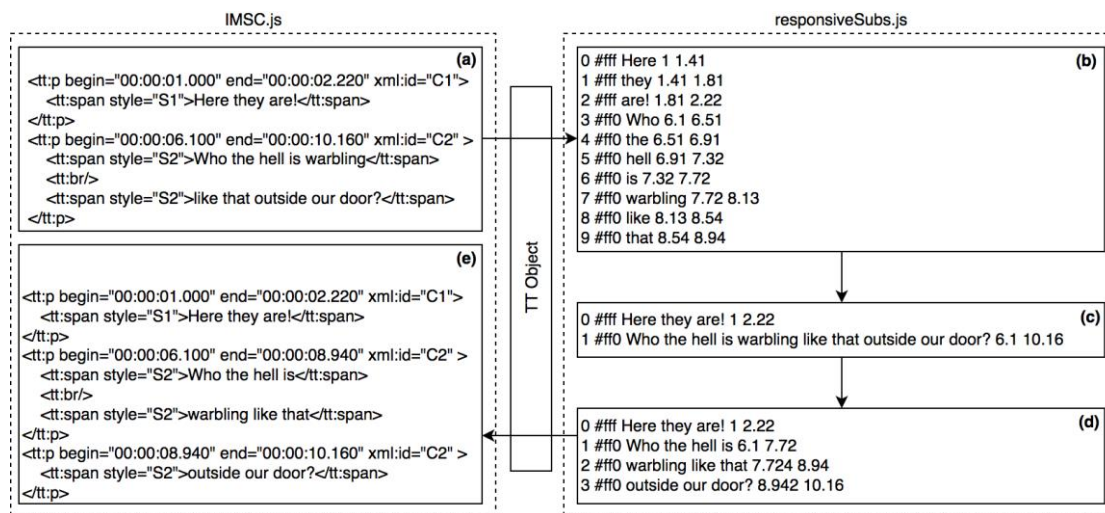 IMSC.js
(a)
<tt:p begin="00:00:01.000" end="00:00:02.220" xml:id="C1">
<tt:span style="S1">Here they are!</tt:span>
</tt:p>
<tt:p begin="00:00:06.100" end="00:00:10.160" xml:id="C2" >
<tt:span style="S2">Who the hell is warbling</tt:span>
<tt:br/>
<tt:span style="S2">like that outside our door?</tt:span>
</tt:p>
(e)
<tt:p begin="00:00:01.000" end="00:00:02.220" xml:id="C1">
<tt:span style="S1">Here they are!</tt:span>
</tt:p>
<tt:p begin="00:00:06.100" end="00:00:08.940" xml:id="C2" >
<tt:span style="S2">Who the hell is</tt:span>
<tt:br/>
<tt:span style="S2">warbling like that</tt:span>
</tt:p>
<tt:p begin="00:00:08.940" end="00:00:10.160" xml:id="C2" >
<tt:span style="S2">outside our door?</tt:span>
</tt:p>
TT Object
responsiveSubs.js
(b)
0 #fff Here 1 1.41
1 #fff they 1.41 1.81
2 #fff are! 1.81 2.22
3 #ff0 Who 6.1 6.51
4 #ff0 the 6.51 6.91
5 #ff0 hell 6.91 7.32
6 #ff0 is 7.32 7.72
7 #ff0 warbling 7.72 8.13
8 #ff0 like 8.13 8.54
9 #ff0 that 8.54 8.94
(c)
0 #fff Here they are! 1 2.22
1 #ff0 Who the hell is warbling like that outside our door? 6.1 10.16
(d)
0 #fff Here they are! 1 2.22
1 #ff0 Who the hell is 6.1 7.72
2 #ff0 warbling like that 7.724 8.94
3 #ff0 outside our door? 8.942 10.16